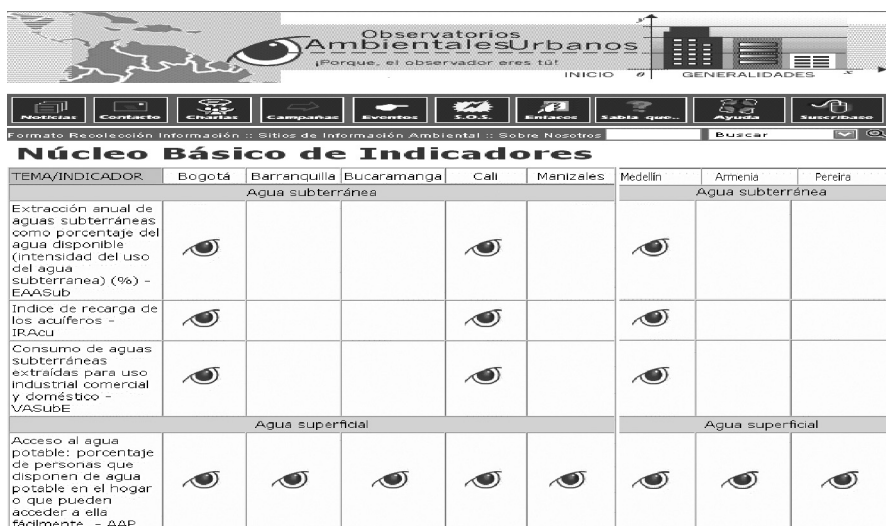 Observatorios
AmbientalesUrbanos
¡Porque, el observador eres tú!
INICIO GENERALIDADES
y
0
x
Noticias Contacto Charlas Campañas Eventos S.O.S. Enlaces Sabía que.. Ayuda Suscríbase
Formato Recolección Información :: Sitios de Información Ambiental :: Sobre Nosotros Buscar
Núcleo Básico de Indicadores
TEMA/INDICADOR Bogotá Barranquilla Bucaramanga Cali Manizales Medellín Armenia Pereira
Agua subterránea Agua subterránea
Extracción anual de
aguas subterráneas
como porcentaje del
agua disponible
(intensidad del uso
del agua
subterranea) (%) -
EAASub
Indice de recarga de
los acuíferos -
IRAcu
Consumo de aguas
subterráneas
extraídas para uso
industrial comercial
y doméstico -
VASubE
Agua superficial Agua superficial
Acceso al agua
potable: porcentaje
de personas que
disponen de agua
potable en el hogar
o que pueden
acceder a ella
fácilmente. - AAP